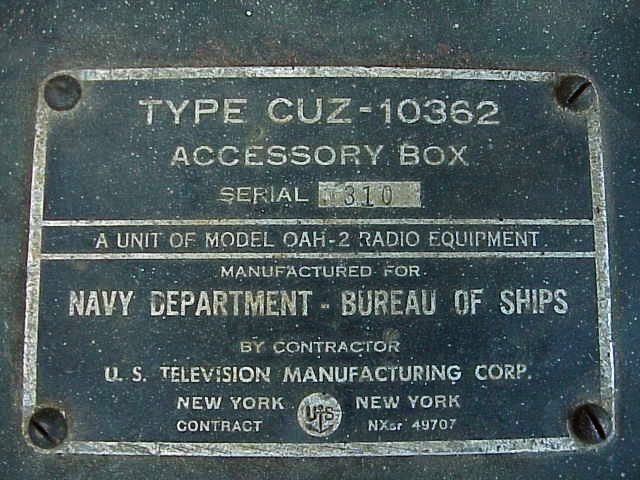 TYPE CUZ-10362
ACCESSORY BOX
SERIAL 310
A UNIT OF MODEL OAH-2 RADIO EQUIPMENT
MANUFACTURED FOR
NAVY DEPARTMENT - BUREAU OF SHIPS
BY CONTRACTOR
U. S. TELEVISION MANUFACTURING CORP.
NEW YORK UTS NEW YORK
CONTRACT NXsr 49707